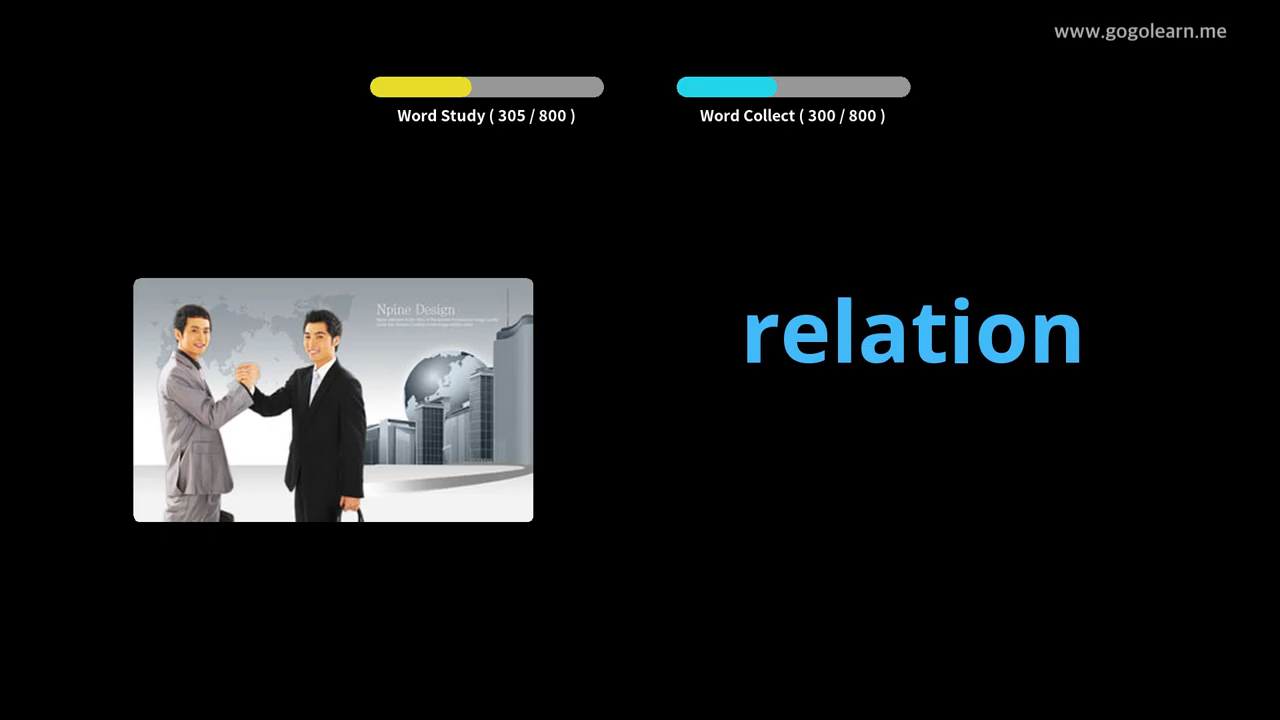 www.gogolearn.me
Word Study ( 305 / 800 )
Word Collect ( 300 / 800 )
Npine Design
relation